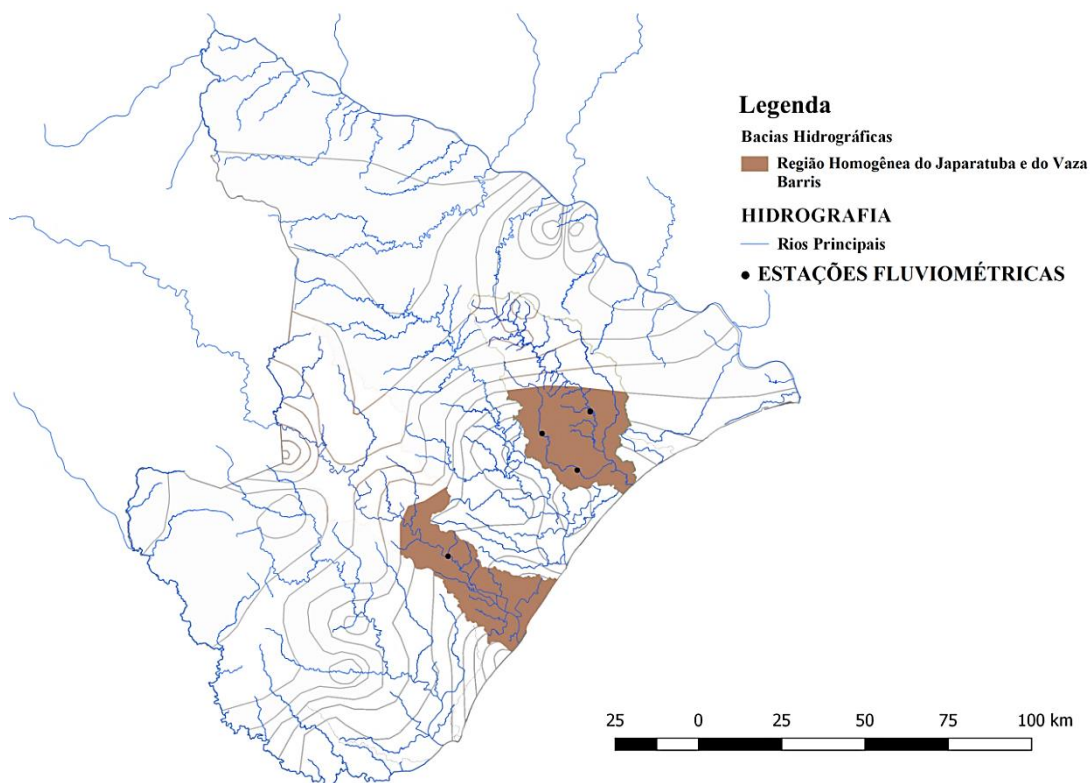 Legenda
Bacias Hidrográficas
Região Homogênea do Japaratuba e do Vaza
Barris
HIDROGRAFIA
Rios Principais
ESTAÇÕES FLUVIOMÉTRICAS
25 0 25 50 75 100 km